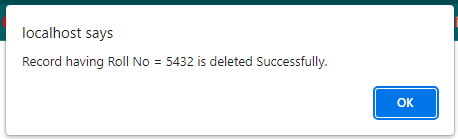 localhost says
Record having Roll No = 5432 is deleted Successfully.
OK